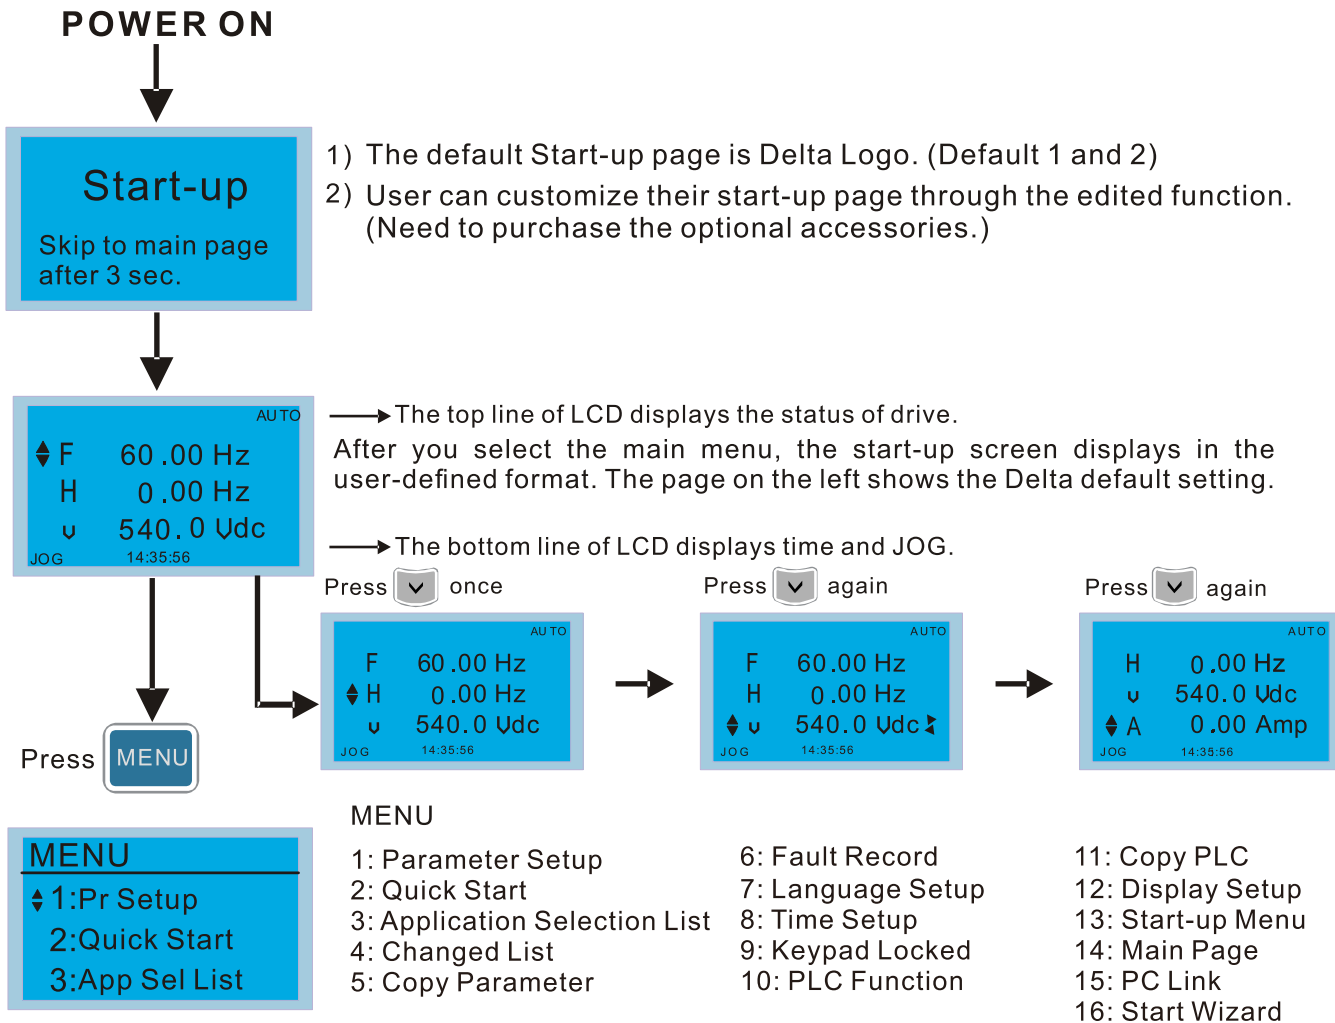 POWER ON
Start-up
Skip to main page
after 3 sec.
1) The default Start-up page is Delta Logo. (Default 1 and 2)
2) User can customize their start-up page through the edited function.
(Need to purchase the optional accessories.)
AUTO
F 60.00 Hz
H 0.00 Hz
v 540.0 Vdc
JOG 14:35:56
The top line of LCD displays the status of drive.
After you select the main menu, the start-up screen displays in the
user-defined format. The page on the left shows the Delta default setting.
The bottom line of LCD displays time and JOG.
Press once
AUTO
F 60.00 Hz
H 0.00 Hz
v 540.0 Vdc
JOG 14:35:56
Press again
AUTO
F 60.00 Hz
H 0.00 Hz
v 540.0 Vdc
JOG 14:35:56
Press again
AUTO
H 0.00 Hz
v 540.0 Vdc
A 0.00 Amp
JOG 14:35:56
Press MENU
MENU
1:Pr Setup
2:Quick Start
3:App Sel List
MENU
1: Parameter Setup
2: Quick Start
3: Application Selection List
4: Changed List
5: Copy Parameter
6: Fault Record
7: Language Setup
8: Time Setup
9: Keypad Locked
10: PLC Function
11: Copy PLC
12: Display Setup
13: Start-up Menu
14: Main Page
15: PC Link
16: Start Wizard